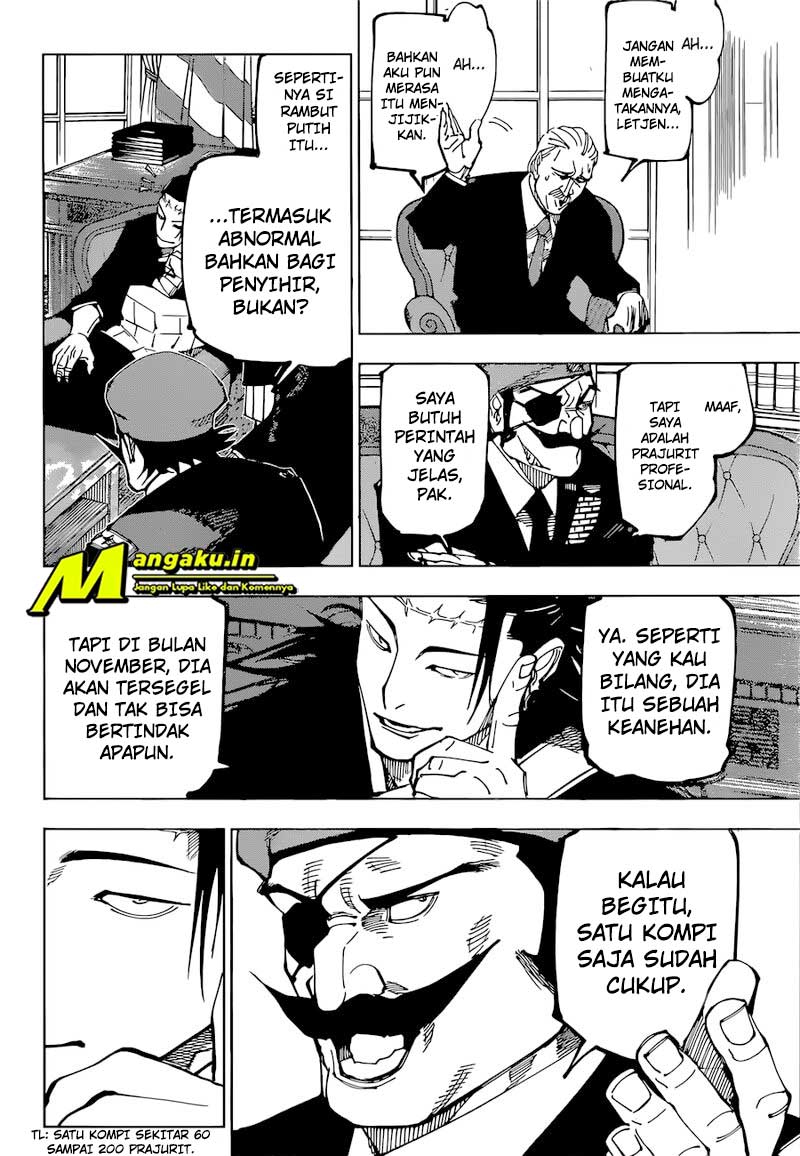 AH...
JANGAN
MEM-
BUATKU
MENGA-
TAKANNYA,
LETJEN...
AH...
BAHKAN
AKU PUN
MERASA
ITU MEN-
JIJIK-
KAN.
MAAF,
TAPI
SAYA
ADALAH
PRAJURIT
PROFE-
SIONAL.
SAYA
BUTUH
PERINTAH
YANG
JELAS,
PAK.
SEPERTI-
NYA SI
RAMBUT
PUTIH
ITU...
...TERMASUK
ABNORMAL
BAHKAN BAGI
PENYIHIR,
BUKAN?
Mangaku.in
Jangan Lupa Like dan Komennya
YA. SEPERTI
YANG KAU
BILANG, DIA
ITU SEBUAH
KEANEHAN.
TAPI DI BULAN
NOVEMBER, DIA
AKAN TERSEGEL
DAN TAK BISA
BERTINDAK
APAPUN.
KALAU
BEGITU,
SATU KOMPI
SAJA SUDAH
CUKUP.
TL: SATU KOMPI SEKITAR 60
SAMPAI 200 PRAJURIT.